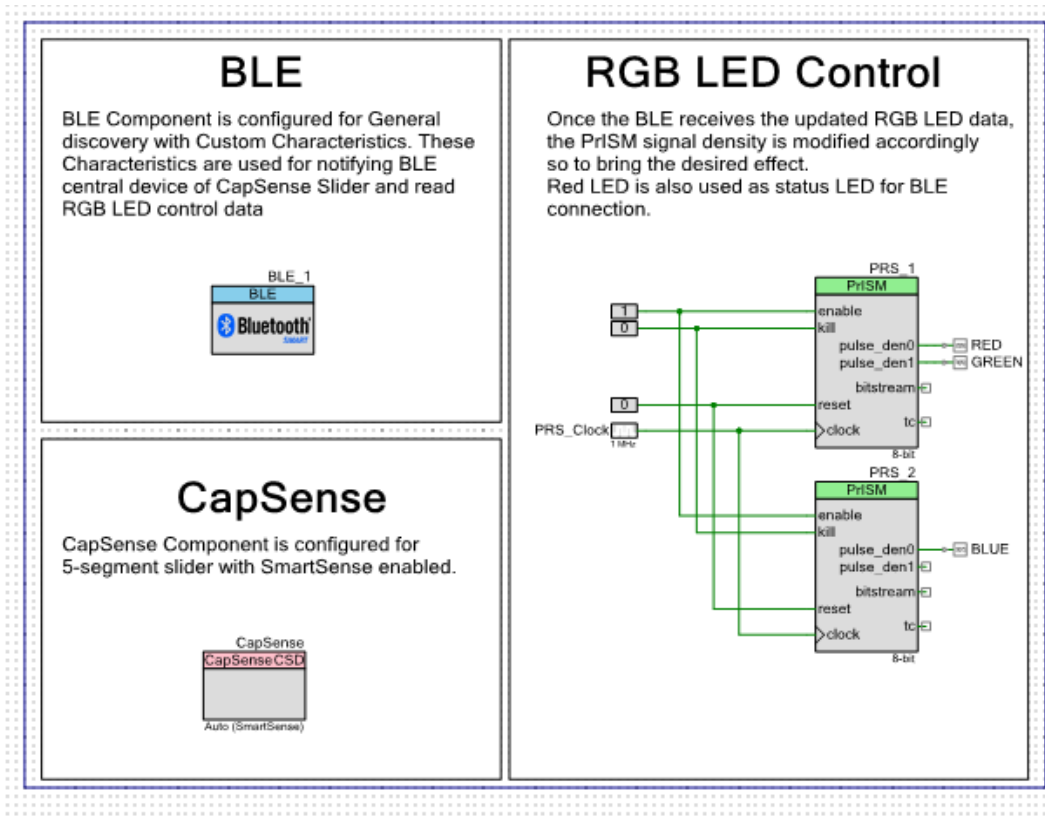 BLE
BLE Component is configured for General
discovery with Custom Characteristics. These
Characteristics are used for notifying BLE
central device of CapSense Slider and read
RGB LED control data
BLE_1
BLE
Bluetooth
SMART
CapSense
CapSense Component is configured for
5-segment slider with SmartSense enabled.
CapSense
CapSenseCSD
Auto (SmartSense)
RGB LED Control
Once the BLE receives the updated RGB LED data,
the PrISM signal density is modified accordingly
so to bring the desired effect.
Red LED is also used as status LED for BLE
connection.
PRS_1
PrISM
1
enable
0
kill
pulse_den0
RED
pulse_den1
GREEN
bitstream
0
reset
tc
PRS_Clock
1 MHz
clock
8-bit
PRS_2
PrISM
enable
kill
pulse_den0
BLUE
pulse_den1
bitstream
reset
tc
clock
8-bit